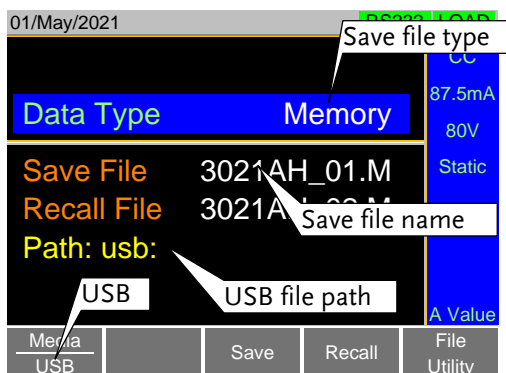 01/May/2021 LOAD
Save file type
CC
87.5mA
Data Type Memory
80V
Save File 3021AH_01.M
Static
Recall File
Save file name
Path: usb:
USB
USB file path
A Value
Media
USB
Save
Recall
File
Utility